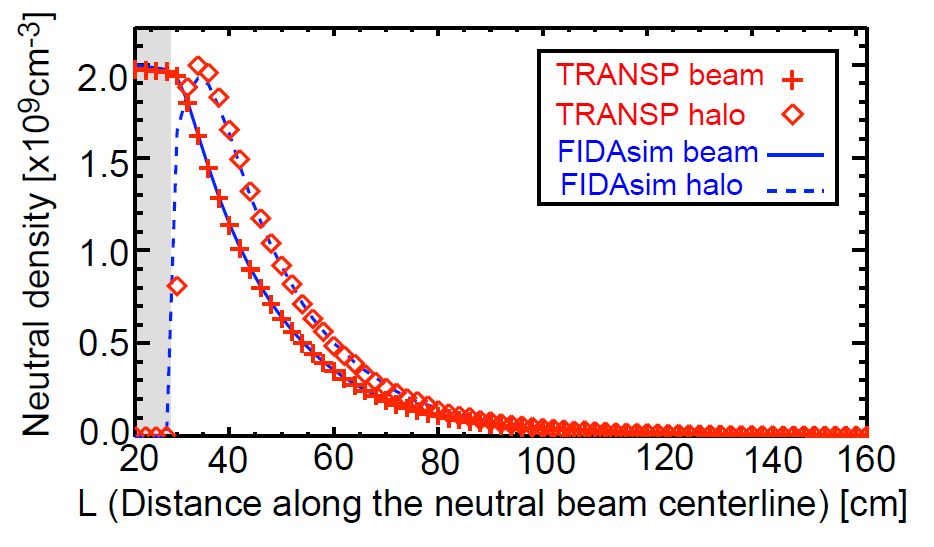 Neutral density [x10⁹cm⁻³]
2.0
1.5
1.0
0.5
0.0
TRANSP beam
TRANSP halo
FIDAsim beam
FIDAsim halo
20 40 60 80 100 120 140 160
L (Distance along the neutral beam centerline) [cm]